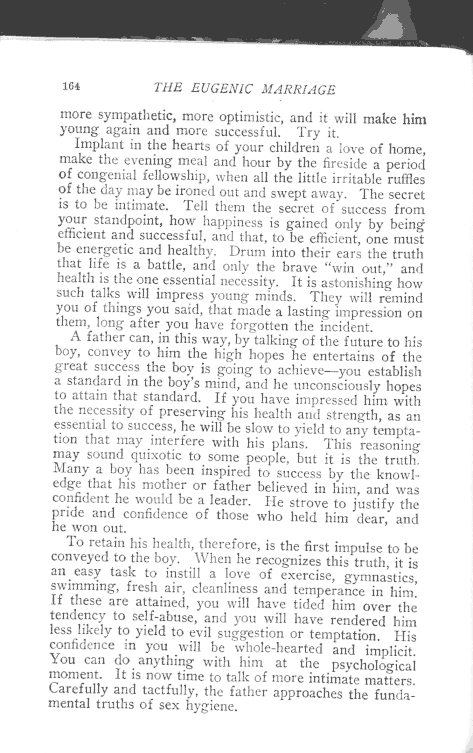 164 THE EUGENIC MARRIAGE
more sympathetic, more optimistic, and it will make him
young again and more successful. Try it.
Implant in the hearts of your children a love of home,
make the evening meal and hour by the fireside a period
of congenial fellowship, when all the little irritable ruffles
of the day may be ironed out and swept away. The secret
is to be intimate. Tell them the secret of success from
your standpoint, how happiness is gained only by being
efficient and successful, and that, to be efficient, one must
be energetic and healthy. Drum into their ears the truth
that life is a battle, and only the brave “win out,” and
health is the one essential necessity. It is astonishing how
such talks will impress young minds. They will remind
you of things you said, that made a lasting impression on
them, long after you have forgotten the incident.
A father can, in this way, by talking of the future to his
boy, convey to him the high hopes he entertains of the
great success the boy is going to achieve—you establish
a standard in the boy's mind, and he unconsciously hopes
to attain that standard. If you have impressed him with
the necessity of preserving his health and strength, as an
essential to success, he will be slow to yield to any tempta-
tion that may interfere with his plans. This reasoning
may sound quixotic to some people, but it is the truth.
Many a boy has been inspired to success by the knowl-
edge that his mother or father believed in him, and was
confident he would be a leader. He strove to justify the
pride and confidence of those who held him dear, and
he won out.
To retain his health, therefore, is the first impulse to be
conveyed to the boy. When he recognizes this truth, it is
an easy task to instill a love of exercise, gymnastics,
swimming, fresh air, cleanliness and temperance in him.
If these are attained, you will have tided him over the
tendency to self-abuse, and you will have rendered him
less likely to yield to evil suggestion or temptation. His
confidence in you will be whole-hearted and implicit.
You can do anything with him at the psychological
moment. It is now time to talk of more intimate matters.
Carefully and tactfully, the father approaches the funda-
mental truths of sex hygiene.